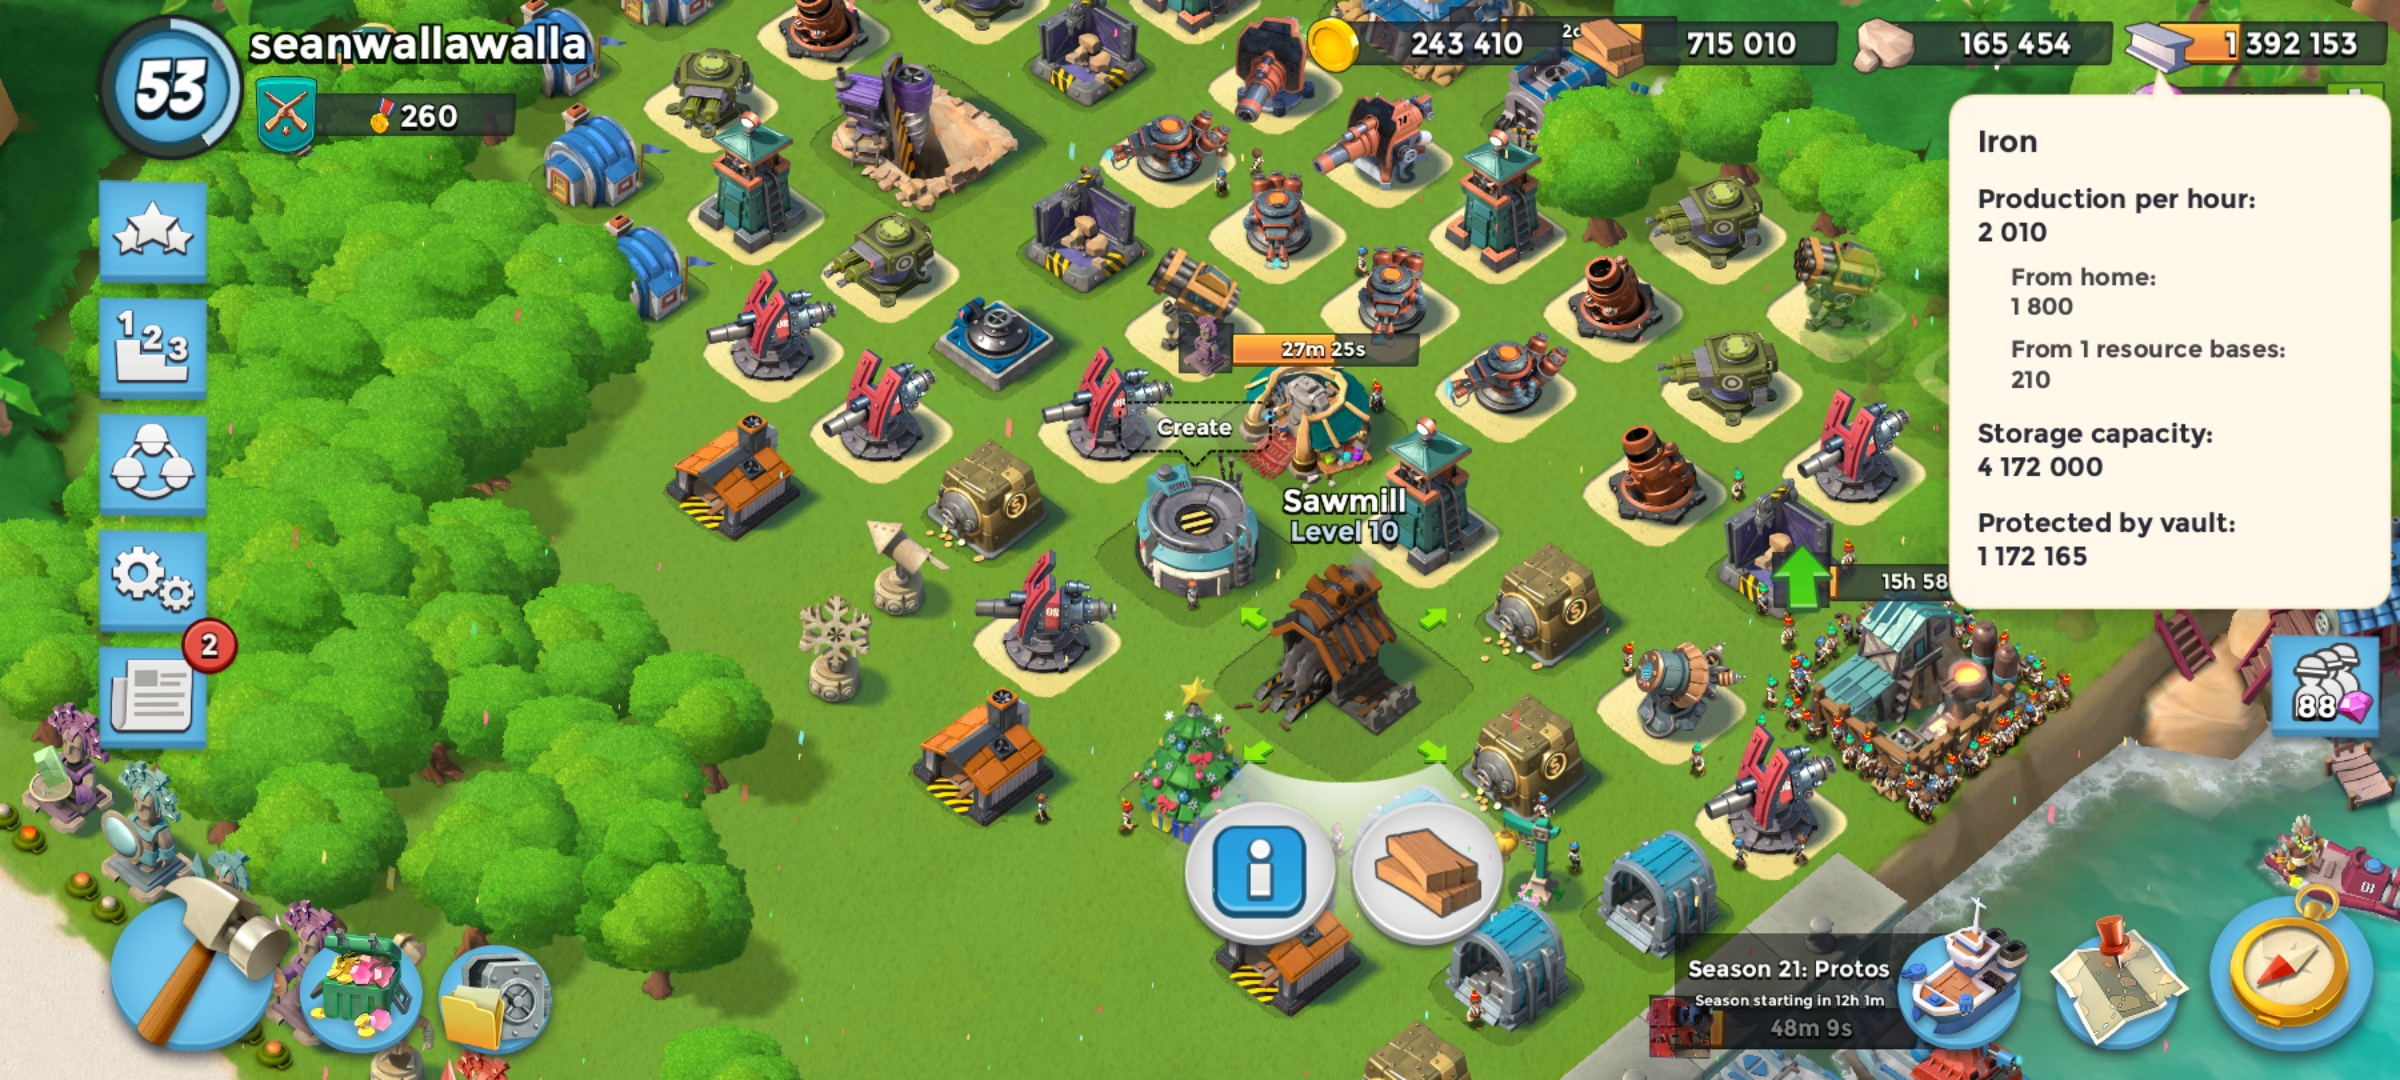 53
seanwallawalla
260
243 410
715 010
165 454
1 392 153
Iron
Production per hour:
2 010
From home:
1 800
From 1 resource bases:
210
Storage capacity:
4 172 000
Protected by vault:
1 172 165
1 2 3
27m 25s
Create
Sawmill
Level 10
15h 58
2
88
Season 21: Protos
Season starting in 12h 1m
48m 9s